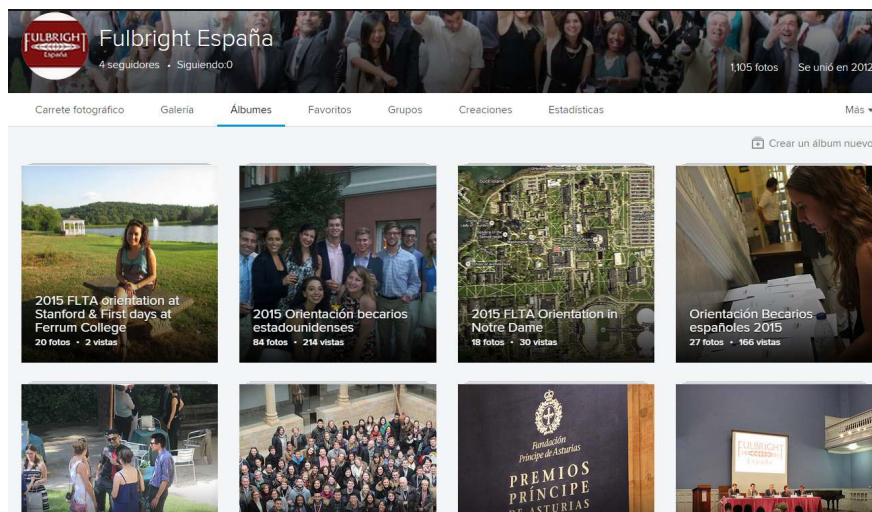 FULBRIGHT
España
Fulbright España
4 seguidores • Siguiendo:0
1,105 fotos Se unió en 2012
Carrete fotográfico Galería Álbumes Favoritos Grupos Creaciones Estadísticas Más
Crear un álbum nuevo
2015 FLTA orientation at
Stanford & First days at
Ferrum College
20 fotos • 2 vistas
2015 Orientación becarios
estadounidenses
84 fotos • 214 vistas
2015 FLTA Orientation in
Notre Dame
18 fotos • 30 vistas
Orientación Becarios
españoles 2015
27 fotos • 166 vistas
Fundación
Príncipe de Asturias
PREMIOS
PRÍNCIPE
DE ASTURIAS
FULBRIGHT
España